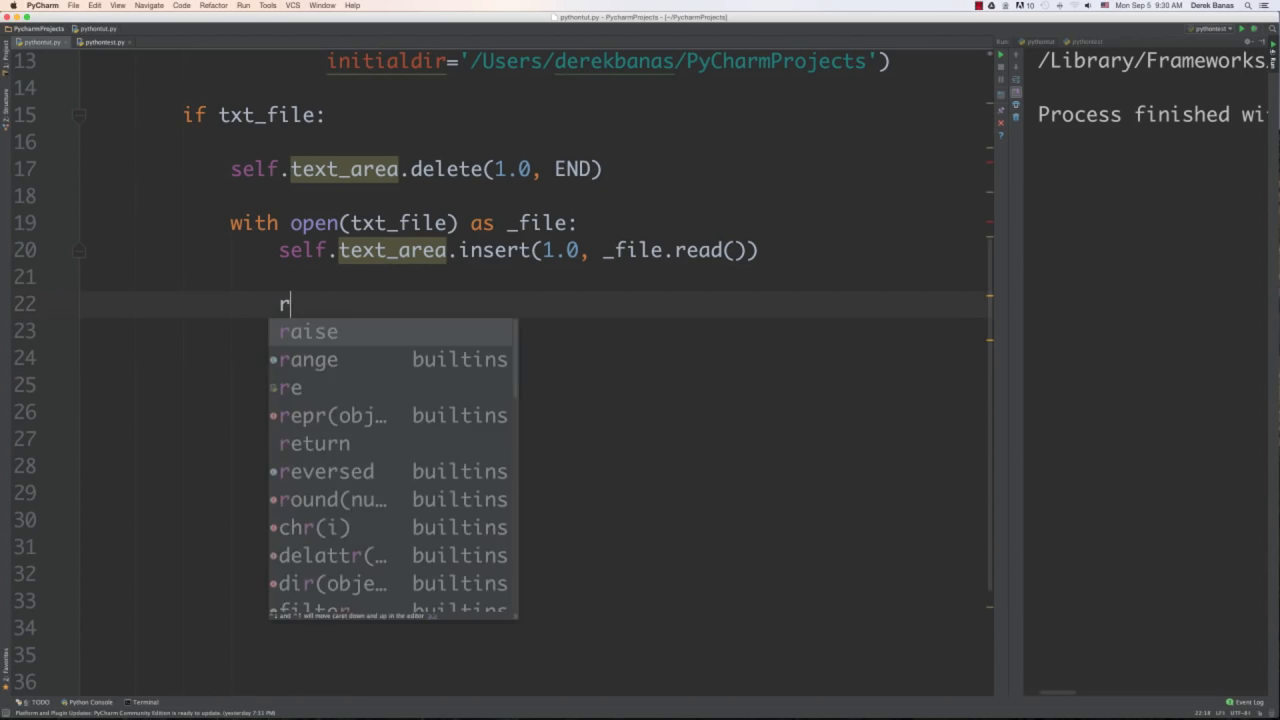 PyCharm File Edit View Navigate Code Refactor Run Tools VCS Window Help 10 Mon Sep 5 9:30 AM Derek Banas
pythontut.py - PycharmProjects - [~/PycharmProjects]
PycharmProjects pythontut.py pythontest
pythontut.py pythontest.py Run: pythontut pythontest
13 initialdir='/Users/derekbanas/PyCharmProjects') /Library/Frameworks
14
15 if txt_file: Process finished wi
16
17 self.text_area.delete(1.0, END)
18
19 with open(txt_file) as _file:
20 self.text_area.insert(1.0, _file.read())
21
22 r
23 raise
24 range builtins
25 re
26 repr(obj… builtins
27 return
28 reversed builtins
29 round(nu… builtins
30 chr(i) builtins
31 delattr(… builtins
32 dir(obje… builtins
33 filter builtins
^↓ and ^↑ will move caret down and up in the editor
34
35
36
1: Project
7: Structure
2: Favorites
6: TODO Python Console Terminal Event Log
Platform and Plugin Updates: PyCharm Community Edition is ready to update. (yesterday 7:51 PM) 22:18 LF÷ UTF-8÷